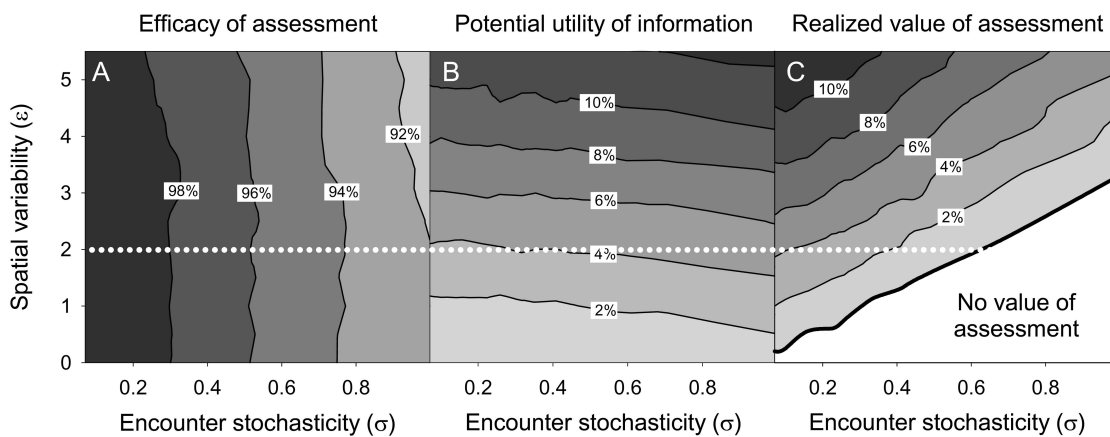 Efficacy of assessment
Potential utility of information
Realized value of assessment
Spatial variability (ε)
5
4
3
2
1
0
A
98%
96%
94%
92%
B
10%
8%
6%
4%
2%
C
10%
8%
6%
4%
2%
No value of
assessment
0.2 0.4 0.6 0.8
0.2 0.4 0.6 0.8
0.2 0.4 0.6 0.8
Encounter stochasticity (σ)
Encounter stochasticity (σ)
Encounter stochasticity (σ)